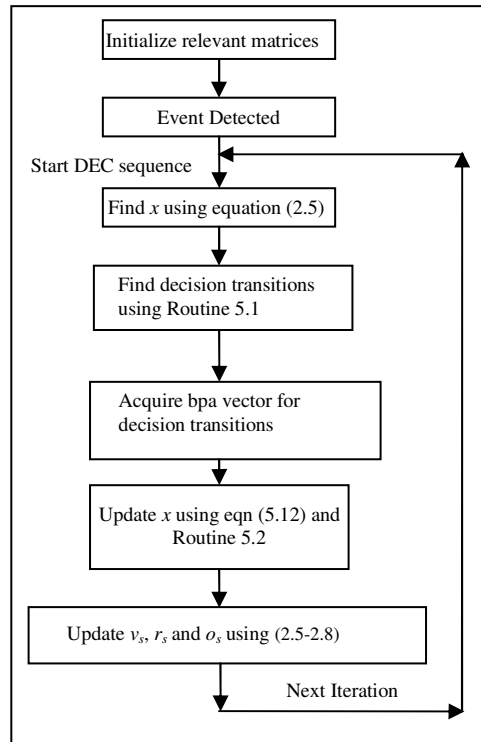 Initialize relevant matrices
Event Detected
Start DEC sequence
Find x using equation (2.5)
Find decision transitions
using Routine 5.1
Acquire bpa vector for
decision transitions
Update x using eqn (5.12) and
Routine 5.2
Update vₛ, rₛ and oₛ using (2.5-2.8)
Next Iteration